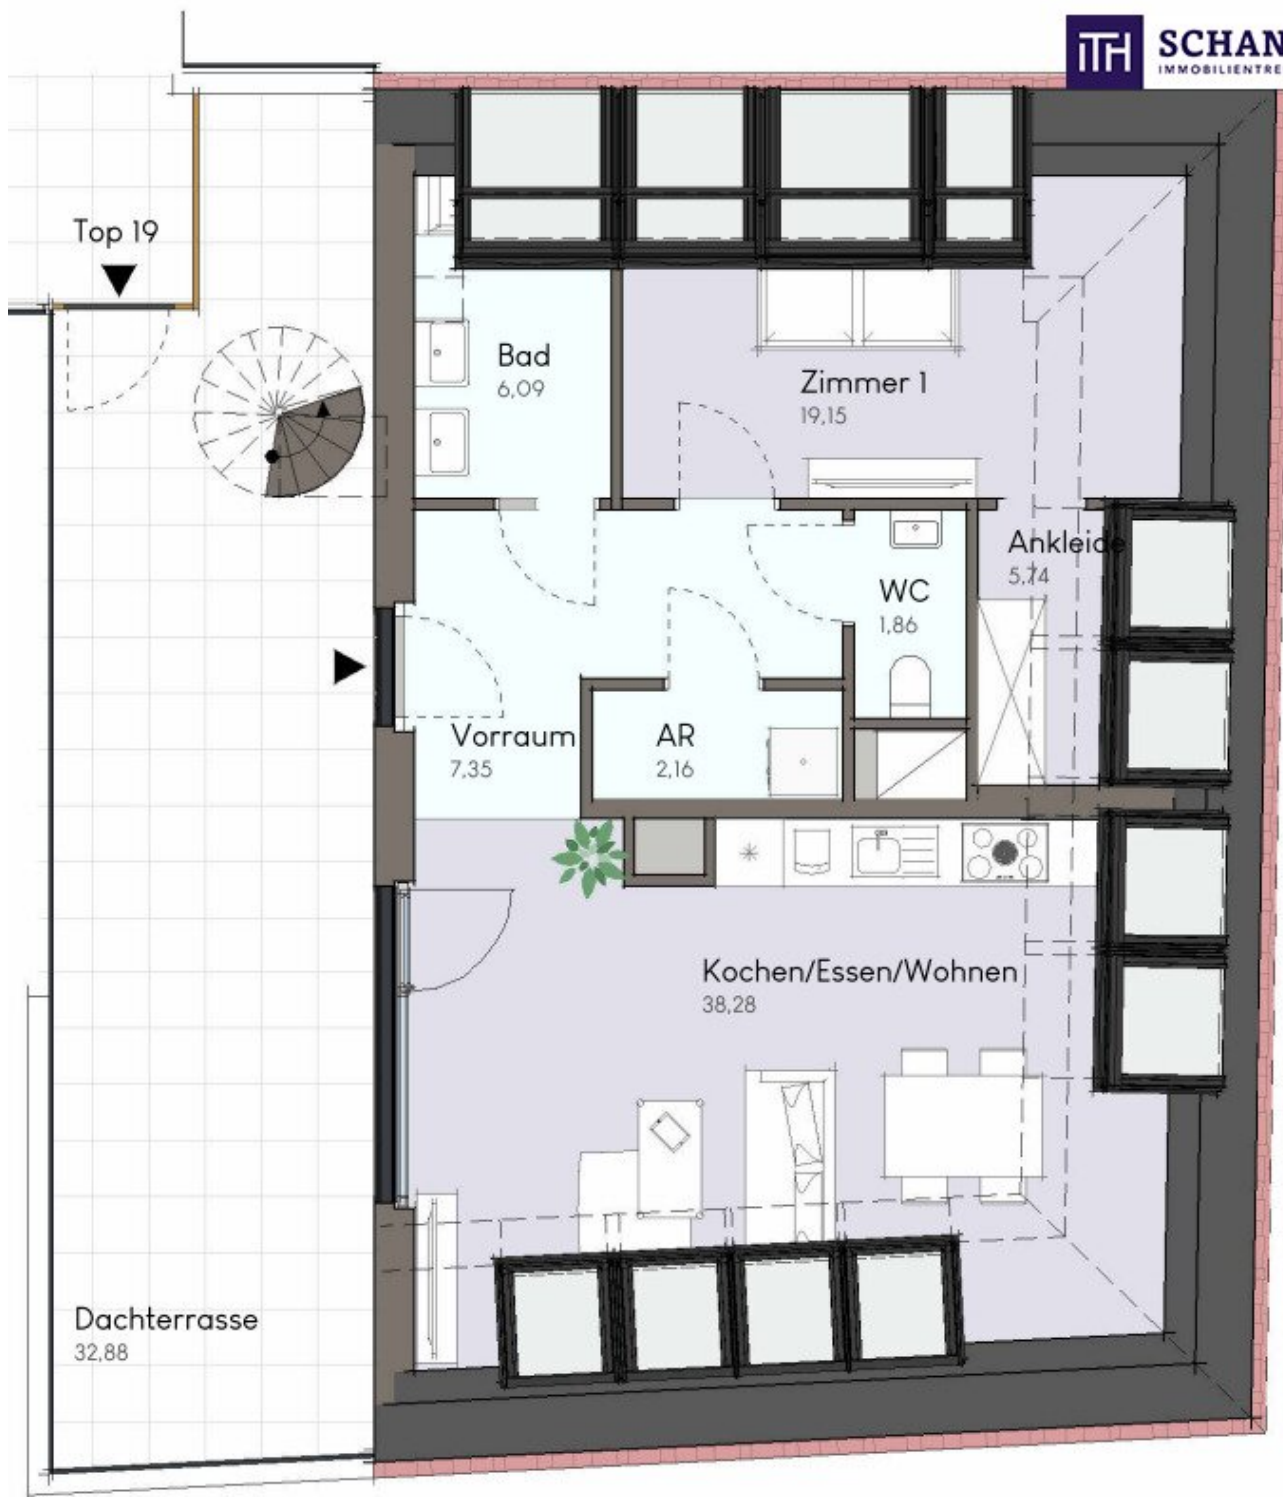 ITH SCHAN
IMMOBILIENTRE
Top 19
Bad
6,09
Zimmer 1
19,15
Ankleide
5,74
WC
1,86
Vorraum
7,35
AR
2,16
Kochen/Essen/Wohnen
38,28
Dachterrasse
32,88